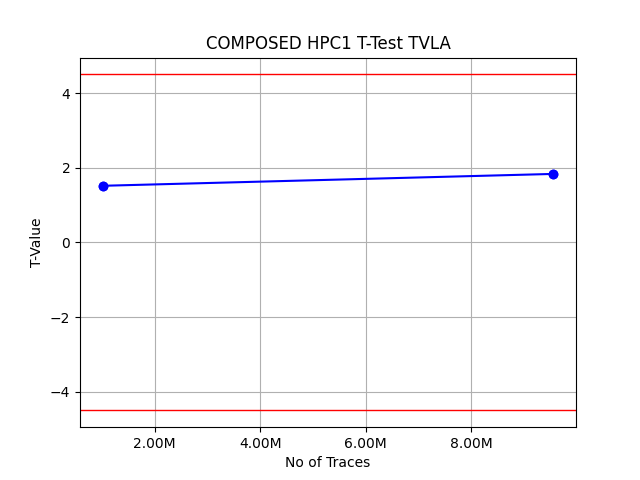 COMPOSED HPC1 T-Test TVLA
4
2
0
−2
−4
T-Value
2.00M 4.00M 6.00M 8.00M
No of Traces